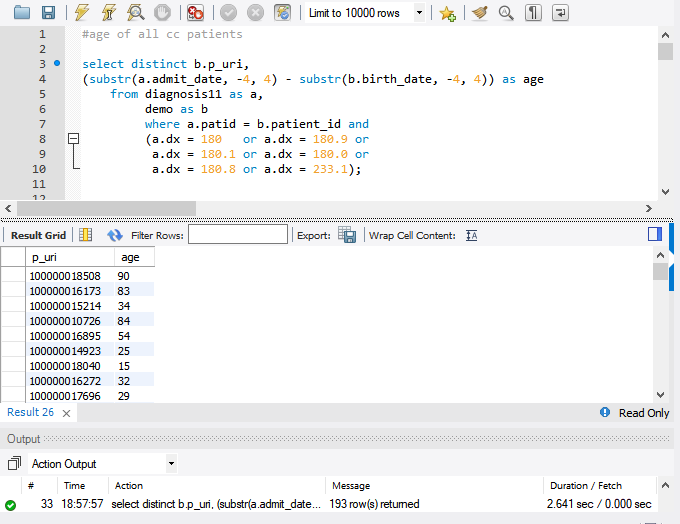 Limit to 10000 rows
1 #age of all cc patients
2
3 select distinct b.p_uri,
4 (substr(a.admit_date, -4, 4) - substr(b.birth_date, -4, 4)) as age
5 from diagnosis11 as a,
6 demo as b
7 where a.patid = b.patient_id and
8 (a.dx = 180 or a.dx = 180.9 or
9 a.dx = 180.1 or a.dx = 180.0 or
10 a.dx = 180.8 or a.dx = 233.1);
11
12
Result Grid Filter Rows: Export: Wrap Cell Content:
p_uri age
100000018508 90
100000016173 83
100000015214 34
100000010726 84
100000016895 54
100000014923 25
100000018040 15
100000016272 32
100000017696 29
Result 26 Read Only
Output
Action Output
# Time Action Message Duration / Fetch
33 18:57:57 select distinct b.p_uri, (substr(a.admit_date... 193 row(s) returned 2.641 sec / 0.000 sec